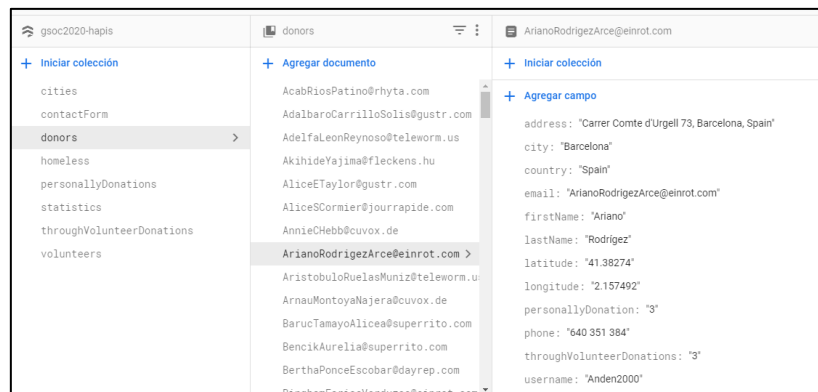 gsoc2020-hapis
Iniciar colección
cities
contactForm
donors
homeless
personallyDonations
statistics
throughVolunteerDonations
volunteers
donors
Agregar documento
AcabRiosPatino@rhyta.com
AdalbaroCarrilloSolis@gustr.com
AdelfaLeonReynoso@teleworm.us
AkihideYajima@fleckens.hu
AliceETaylor@gustr.com
AliceSCormier@jourrapide.com
AnnieCHebb@cuvox.de
ArianoRodrigezArce@einrot.com
AristobuloRuelasMuniz@teleworm.u
ArnauMontoyaNajera@cuvox.de
BarucTamayoAlicea@superrito.com
BencikAurelia@superrito.com
BerthaPonceEscobar@dayrep.com
ArianoRodrigezArce@einrot.com
Iniciar colección
Agregar campo
address: "Carrer Comte d'Urgell 73, Barcelona, Spain"
city: "Barcelona"
country: "Spain"
email: "ArianoRodrigezArce@einrot.com"
firstName: "Ariano"
lastName: "Rodrígez"
latitude: "41.38274"
longitude: "2.157492"
personallyDonation: "3"
phone: "640 351 384"
throughVolunteerDonations: "3"
username: "Anden2000"